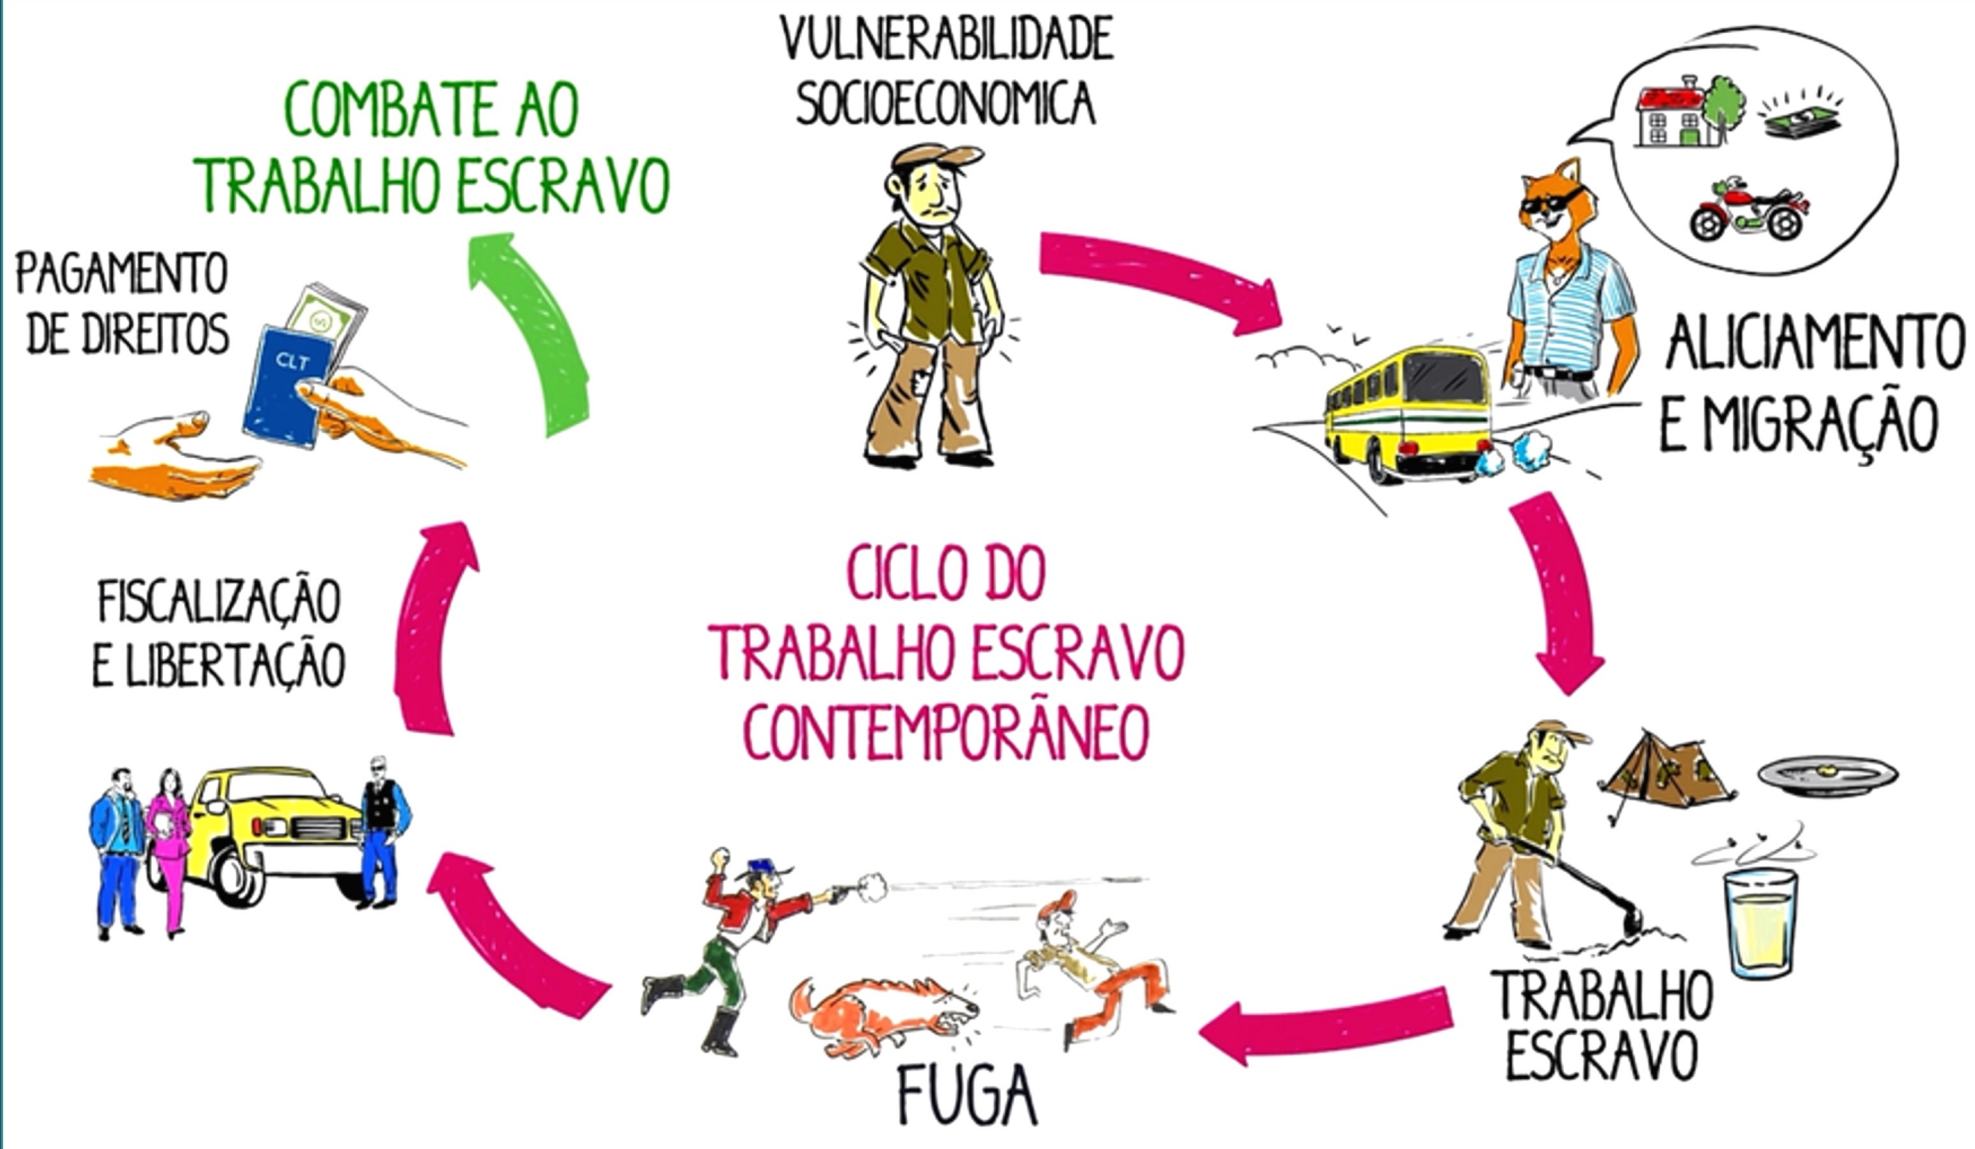 VULNERABILIDADE
SOCIOECONOMICA
COMBATE AO
TRABALHO ESCRAVO
PAGAMENTO
DE DIREITOS
CLT
ALICIAMENTO
E MIGRAÇÃO
CICLO DO
TRABALHO ESCRAVO
CONTEMPORÂNEO
FISCALIZAÇÃO
E LIBERTAÇÃO
TRABALHO
ESCRAVO
FUGA